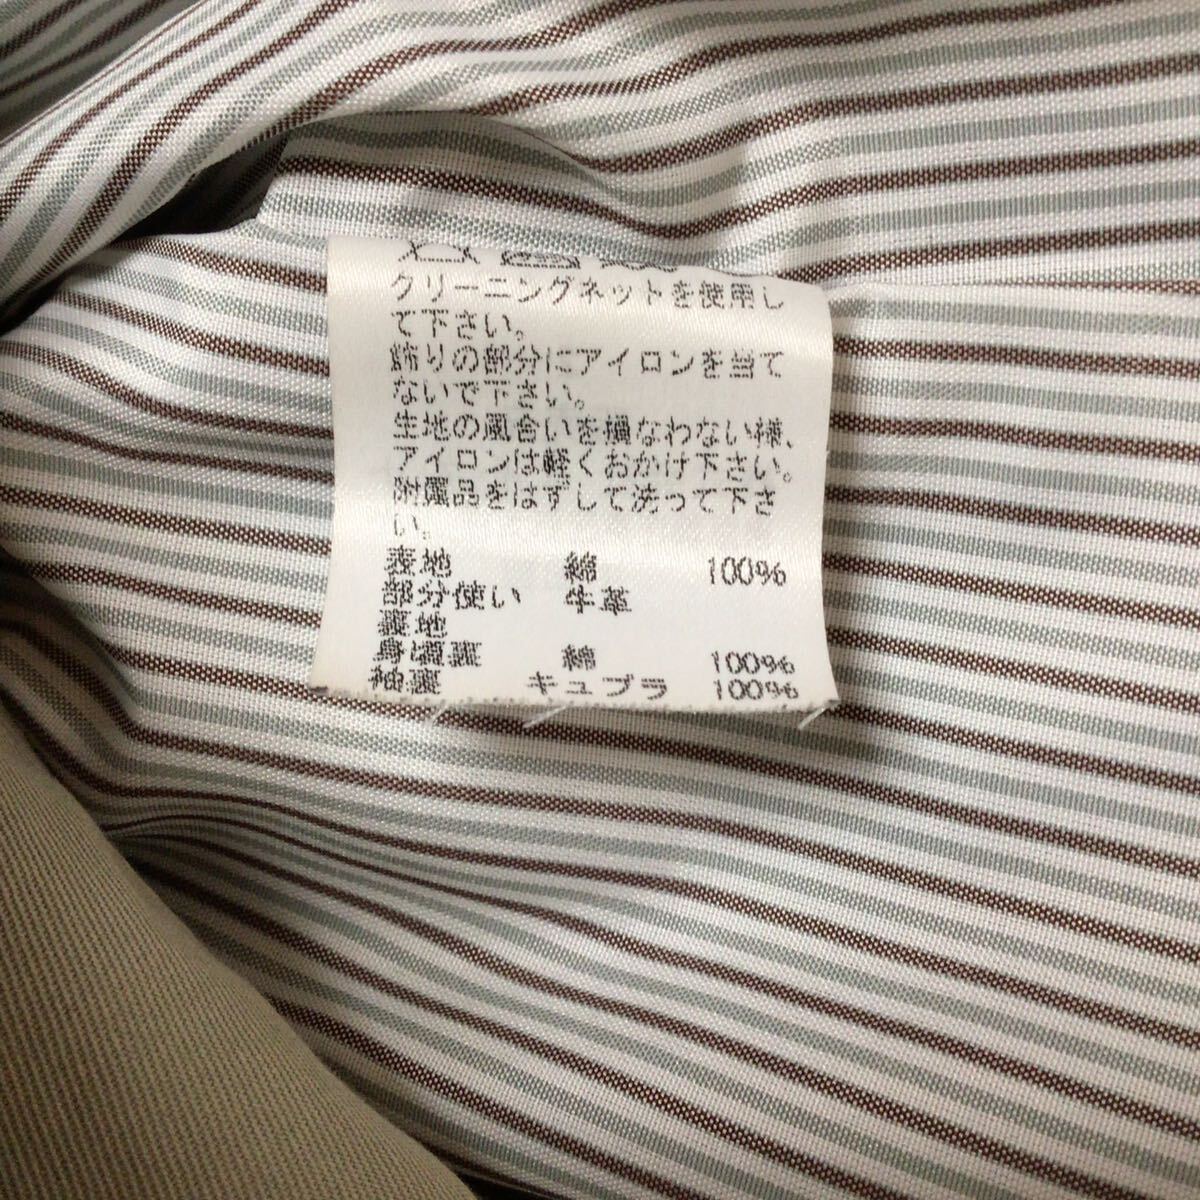 クリーニングネットを使用し
て下さい。
飾りの部分にアイロンを当て
ないで下さい。
生地の風合いを損なわない様、
アイロンは軽くおかけ下さい。
附属品をはずして洗って下さ
い。
表地 綿 100%
部分使い 牛革
裏地
身頃裏 綿 100%
袖裏 キュプラ 100%